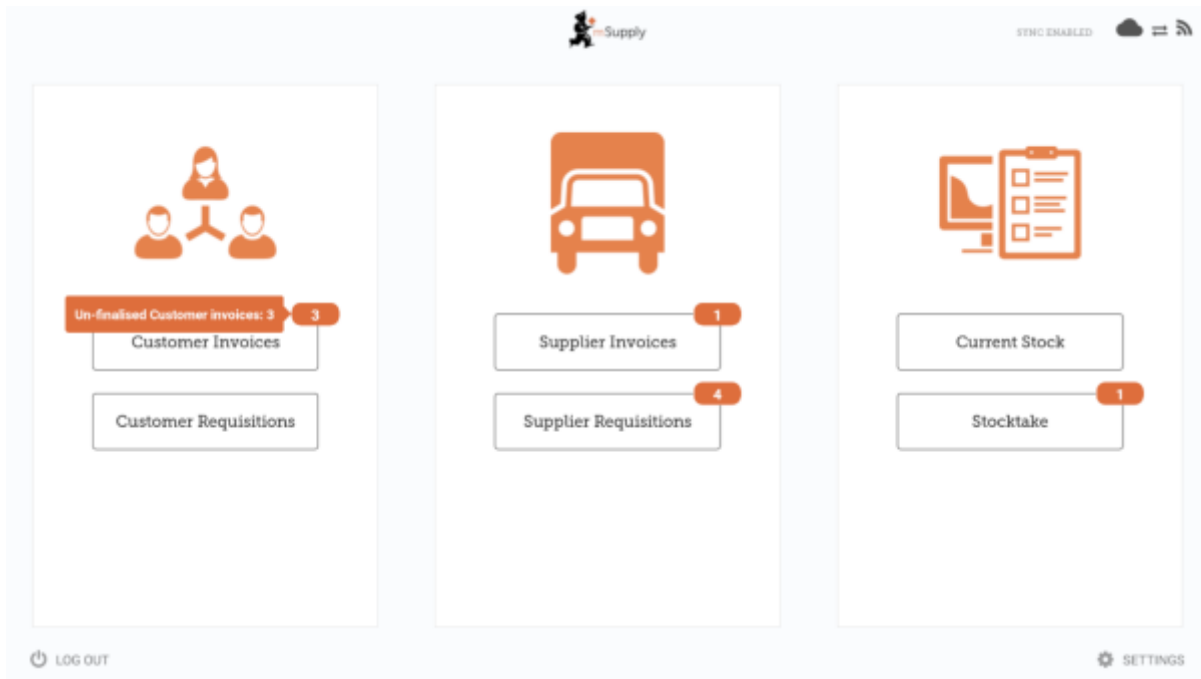 mSupply
SYNC ENABLED
Un-finalised Customer invoices: 3
3
Customer Invoices
Customer Requisitions
1
Supplier Invoices
4
Supplier Requisitions
Current Stock
1
Stocktake
LOG OUT
SETTINGS